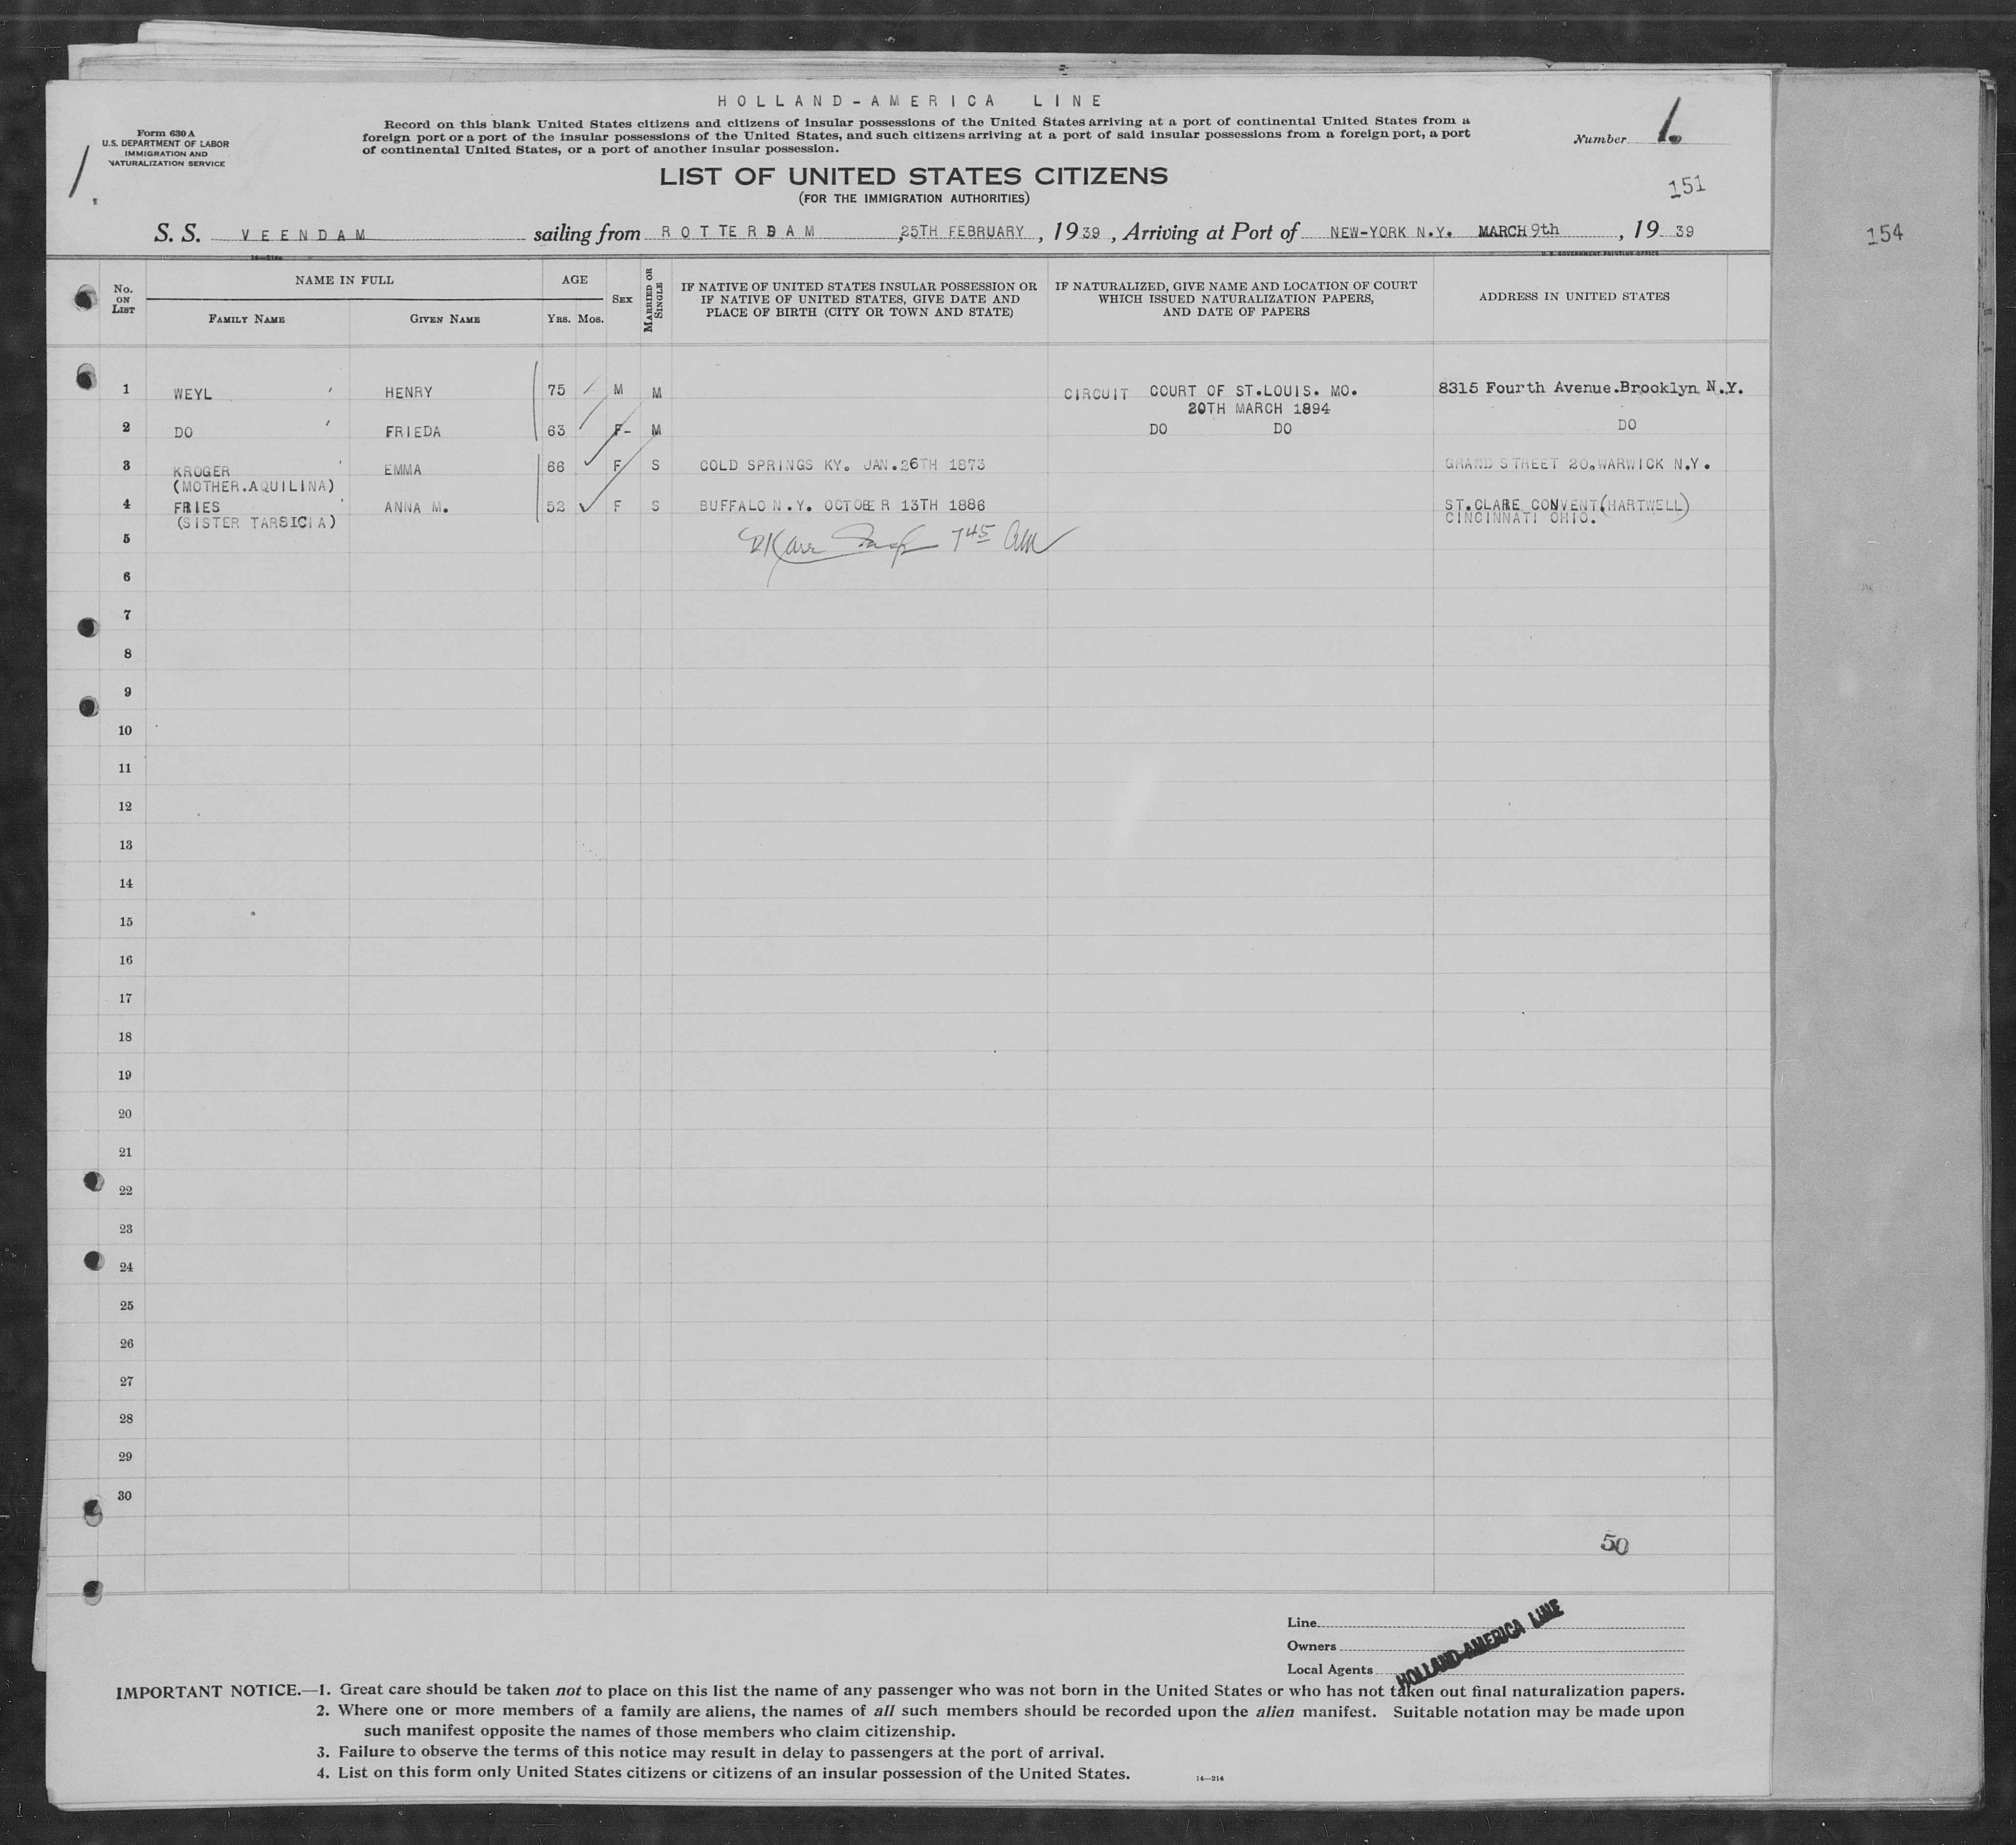 HOLLAND-AMERICA LINE
Form 630 A
U.S. DEPARTMENT OF LABOR
IMMIGRATION AND
NATURALIZATION SERVICE
1.
Record on this blank United States citizens and citizens of insular possessions of the United States arriving at a port of continental United States from a
foreign port or a port of the insular possessions of the United States, and such citizens arriving at a port of said insular possessions from a foreign port, a port
of continental United States, or a port of another insular possession.
Number 1.
LIST OF UNITED STATES CITIZENS
(FOR THE IMMIGRATION AUTHORITIES)
151
154
S. S. VEENDAM sailing from ROTTERDAM, 25TH FEBRUARY, 1939, Arriving at Port of NEW-YORK N.Y. MARCH 9th, 19 39
14—214a
U.S. GOVERNMENT PRINTING OFFICE
No. ON LIST
NAME IN FULL
FAMILY NAME GIVEN NAME
AGE
YRS. MOS.
SEX
MARRIED OR SINGLE
IF NATIVE OF UNITED STATES INSULAR POSSESSION OR
IF NATIVE OF UNITED STATES, GIVE DATE AND
PLACE OF BIRTH (CITY OR TOWN AND STATE)
IF NATURALIZED, GIVE NAME AND LOCATION OF COURT
WHICH ISSUED NATURALIZATION PAPERS,
AND DATE OF PAPERS
ADDRESS IN UNITED STATES
1 WEYL HENRY 75 M M CIRCUIT COURT OF ST.LOUIS. MO. 8315 Fourth Avenue.Brooklyn N.Y.
20TH MARCH 1894
2 DO FRIEDA 63 F- M DO DO DO
3 KROGER EMMA 66 F S COLD SPRINGS KY. JAN.26TH 1873 GRAND STREET 20.WARWICK N.Y.
(MOTHER.AQUILINA)
4 FRIES ANNA M. 52 F S BUFFALO N.Y. OCTOBER 13TH 1886 ST.CLARE CONVENT(HARTWELL)
(SISTER TARSICIA) CINCINNATI OHIO.
5 7 45
6
7
8
9
10
11
12
13
14
15
16
17
18
19
20
21
22
23
24
25
26
27
28
29
30
50
Line
Owners
Local Agents
HOLLAND-AMERICA LINE
IMPORTANT NOTICE.—1. Great care should be taken not to place on this list the name of any passenger who was not born in the United States or who has not taken out final naturalization papers.
2. Where one or more members of a family are aliens, the names of all such members should be recorded upon the alien manifest. Suitable notation may be made upon
such manifest opposite the names of those members who claim citizenship.
3. Failure to observe the terms of this notice may result in delay to passengers at the port of arrival.
4. List on this form only United States citizens or citizens of an insular possession of the United States.
14—214